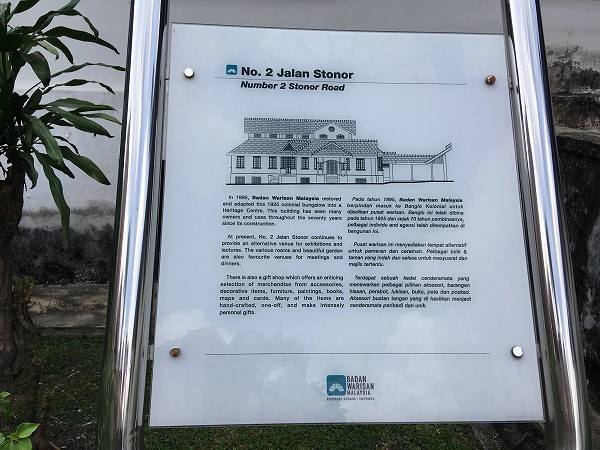 No. 2 Jalan Stonor
Number 2 Stonor Road
In 1995, Badan Warisan Malaysia restored
and adapted this 1925 colonial bungalow into a
Heritage Centre. This building has seen many
owners and uses throughout the seventy years
since its construction.
At present, No. 2 Jalan Stonor continues to
provide an alternative venue for exhibitions and
lectures. The various rooms and beautiful garden
are also favourite venues for meetings and
dinners.
There is also a gift shop which offers an enticing
selection of merchandise from accessories,
decorative items, furniture, paintings, books,
maps and cards. Many of the items are
hand-crafted, one-off, and make intensely
personal gifts.
Pada tahun 1995, Badan Warisan Malaysia
berpindah masuk ke Banglo Kolonial untuk
dijadikan pusat warisan. Banglo ini telah dibina
pada tahun 1925 dan sejak 70 tahun pembinaannya,
pelbagai individu and agensi telah ditempatkan di
bangunan ini.
Pusat warisan ini menyediakan tempat alternatif
untuk pameran dan ceramah. Pelbagai bilik &
taman yang indah dan selesa untuk mesyuarat dan
majlis tertentu.
Terdapat sebuah kedai cenderamata yang
menawarkan pelbagai pilihan aksesori, barangan
hiasan, perabot, lukisan, buku, peta dan poskad.
Aksesori buatan tangan yang di hasilkan menjadi
cenderamata peribadi dan unik.
BADAN
WARISAN
MALAYSIA